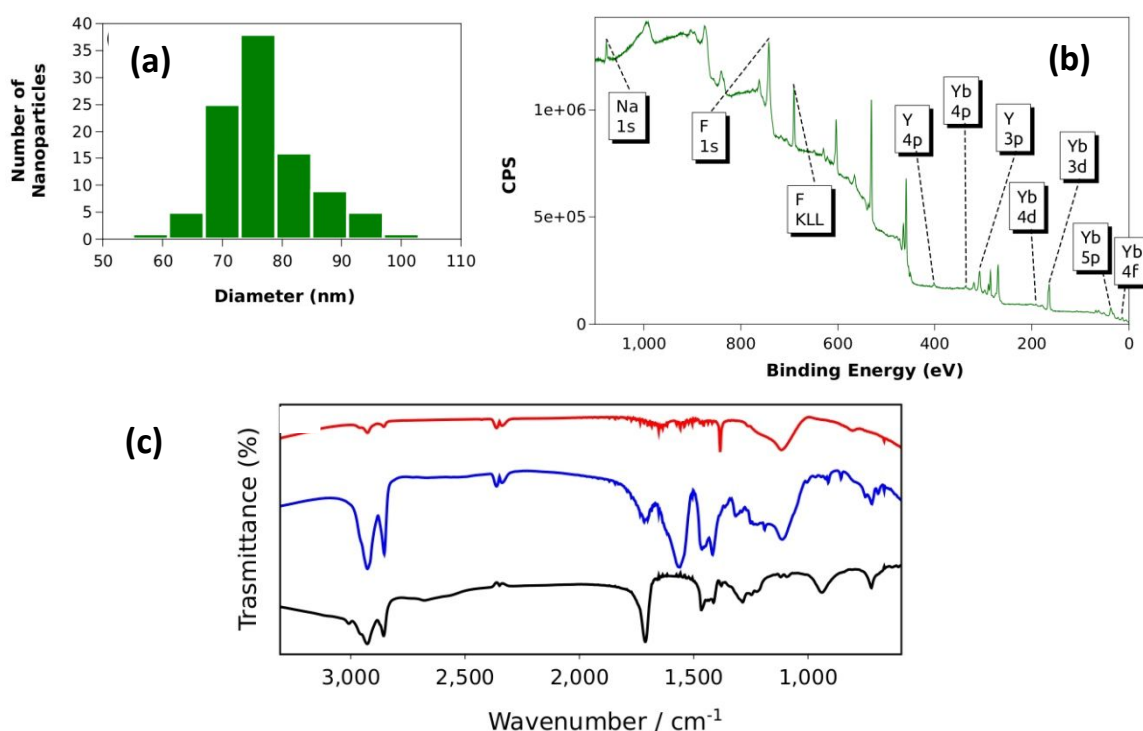 (a)
Number of
Nanoparticles
40
35
30
25
20
15
10
5
0
50
60
70
80
90
100
110
Diameter (nm)
(b)
CPS
1e+06
5e+05
0
Na
1s
F
1s
F
KLL
Y
4p
Yb
4p
Y
3p
Yb
4d
Yb
3d
Yb
5p
Yb
4f
1,000
800
600
400
200
0
Binding Energy (eV)
(c)
Trasmittance (%)
3,000
2,500
2,000
1,500
1,000
Wavenumber / cm⁻¹